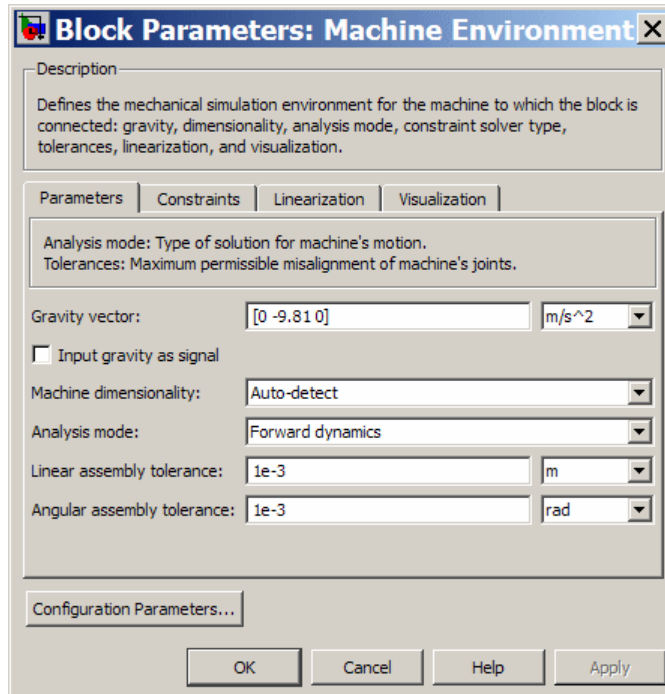 Block Parameters: Machine Environment
Description
Defines the mechanical simulation environment for the machine to which the block is
connected: gravity, dimensionality, analysis mode, constraint solver type,
tolerances, linearization, and visualization.
Parameters Constraints Linearization Visualization
Analysis mode: Type of solution for machine's motion.
Tolerances: Maximum permissible misalignment of machine's joints.
Gravity vector: [0 -9.81 0] m/s^2
Input gravity as signal
Machine dimensionality: Auto-detect
Analysis mode: Forward dynamics
Linear assembly tolerance: 1e-3 m
Angular assembly tolerance: 1e-3 rad
Configuration Parameters...
OK Cancel Help Apply